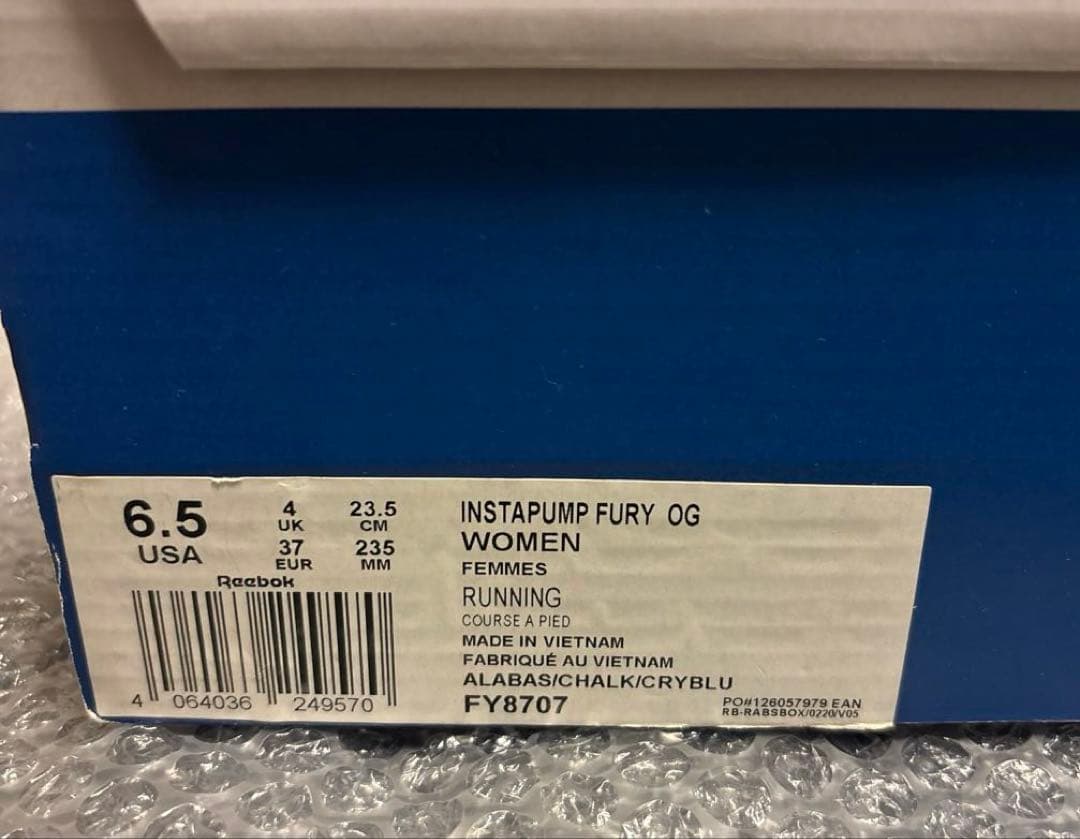 6.5
USA
4
UK
37
EUR
23.5
CM
235
MM
Reebok
4 064036 249570
INSTAPUMP FURY OG
WOMEN
FEMMES
RUNNING
COURSE A PIED
MADE IN VIETNAM
FABRIQUÉ AU VIETNAM
ALABAS/CHALK/CRYBLU
FY8707
PO#126057979 EAN
RB-RABSBOX/0220/V05